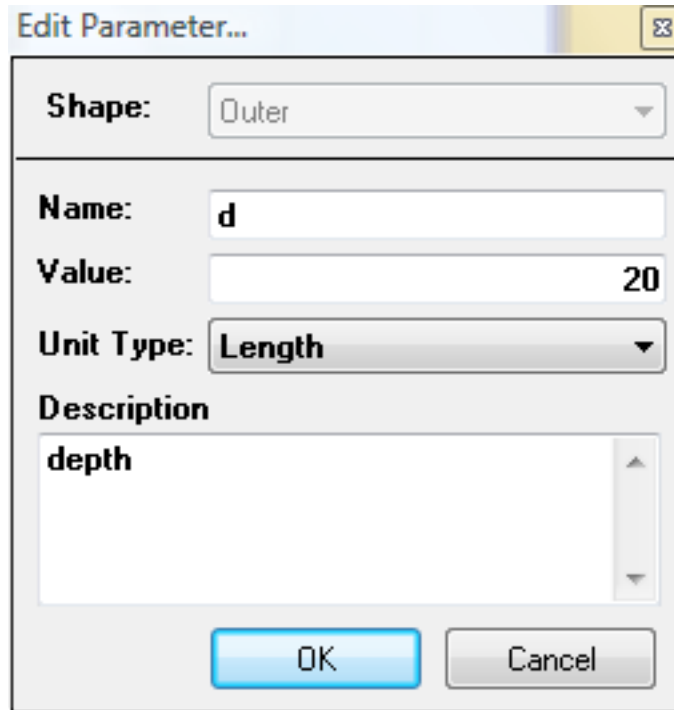 Edit Parameter...
Shape: Outer
Name: d
Value: 20
Unit Type: Length
Description
depth
OK Cancel